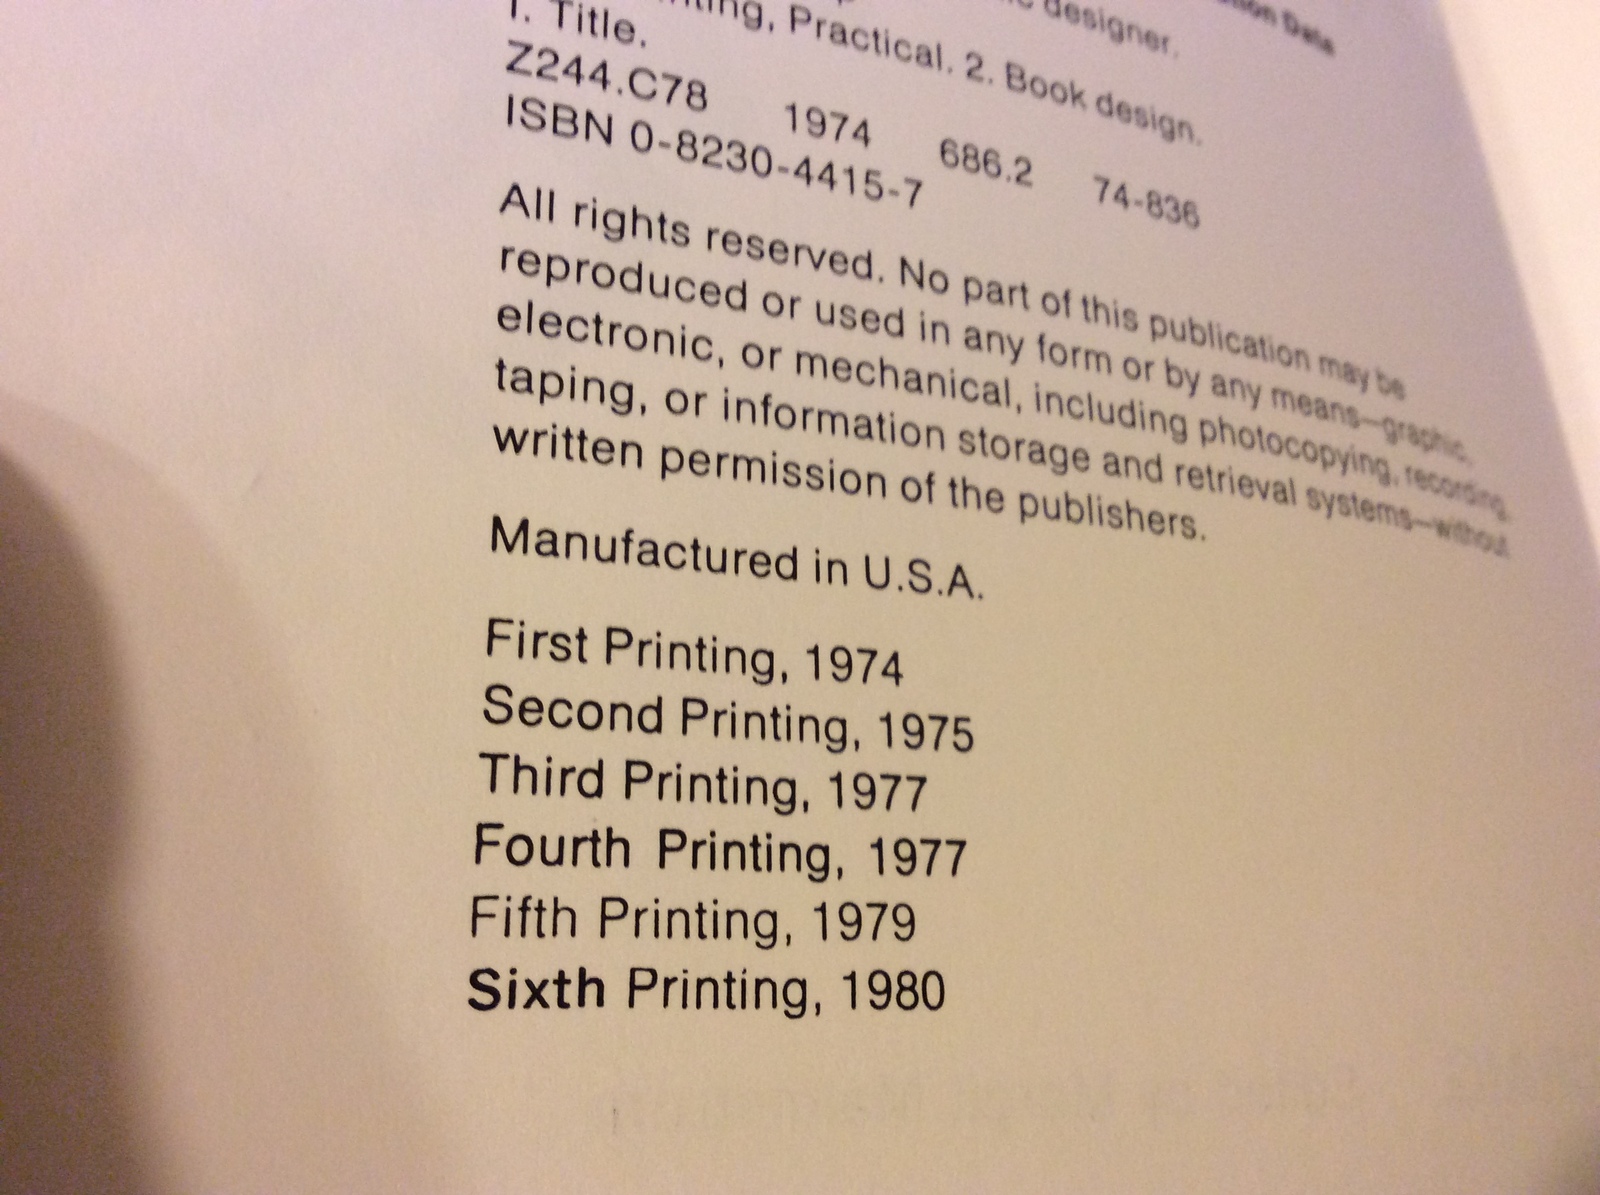 designer.
Printing, Practical. 2. Book design.
I. Title.
Z244.C78 1974 686.2 74-836
ISBN 0-8230-4415-7
All rights reserved. No part of this publication may be
reproduced or used in any form or by any means—graphic,
electronic, or mechanical, including photocopying, recording,
taping, or information storage and retrieval systems—without
written permission of the publishers.
Manufactured in U.S.A.
First Printing, 1974
Second Printing, 1975
Third Printing, 1977
Fourth Printing, 1977
Fifth Printing, 1979
Sixth Printing, 1980